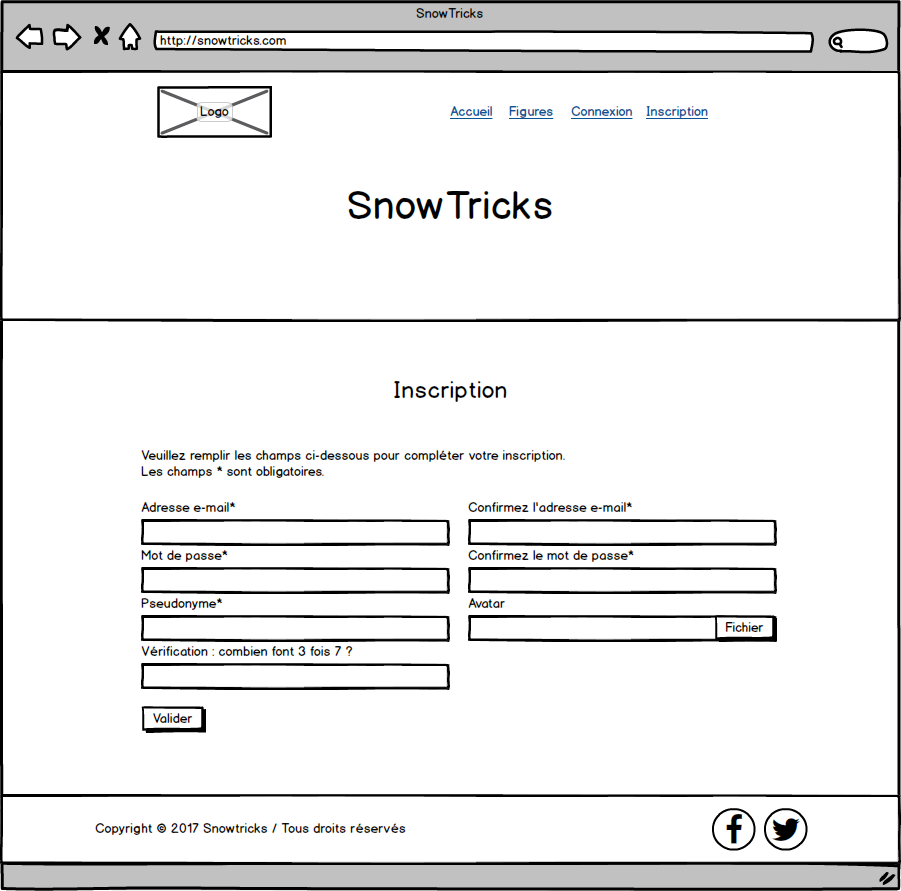 SnowTricks
http://snowtricks.com
Logo
Accueil Figures Connexion Inscription
SnowTricks
Inscription
Veuillez remplir les champs ci-dessous pour compléter votre inscription.
Les champs * sont obligatoires.
Adresse e-mail* Confirmez l'adresse e-mail*
Mot de passe* Confirmez le mot de passe*
Pseudonyme* Avatar
Fichier
Vérification : combien font 3 fois 7 ?
Valider
Copyright © 2017 Snowtricks / Tous droits réservés